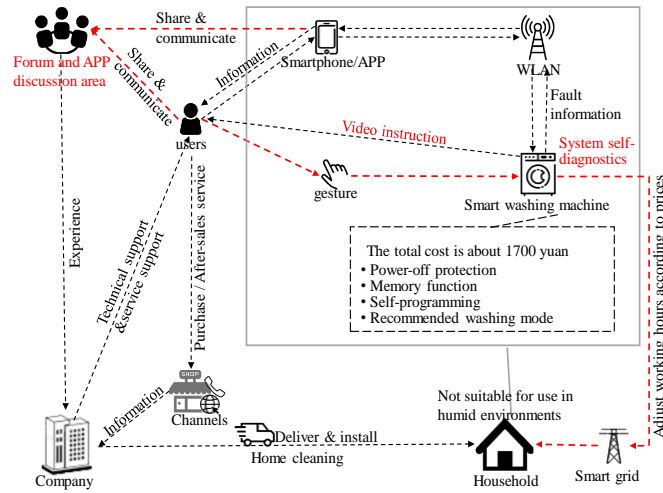 Share &
communicate
Forum and APP
discussion area
Share &
communicate
Information
Smartphone/APP
WLAN
Fault
information
users
Video instruction
System self-
diagnostics
gesture
Smart washing machine
The total cost is about 1700 yuan
• Power-off protection
• Memory function
• Self-programming
• Recommended washing mode
Experience
Technical support
&service support
Purchase / After-sales service
Adjust working hours according to prices
SHOP
Channels
Information
Not suitable for use in
humid environments
Deliver & install
Home cleaning
Company
Household
Smart grid